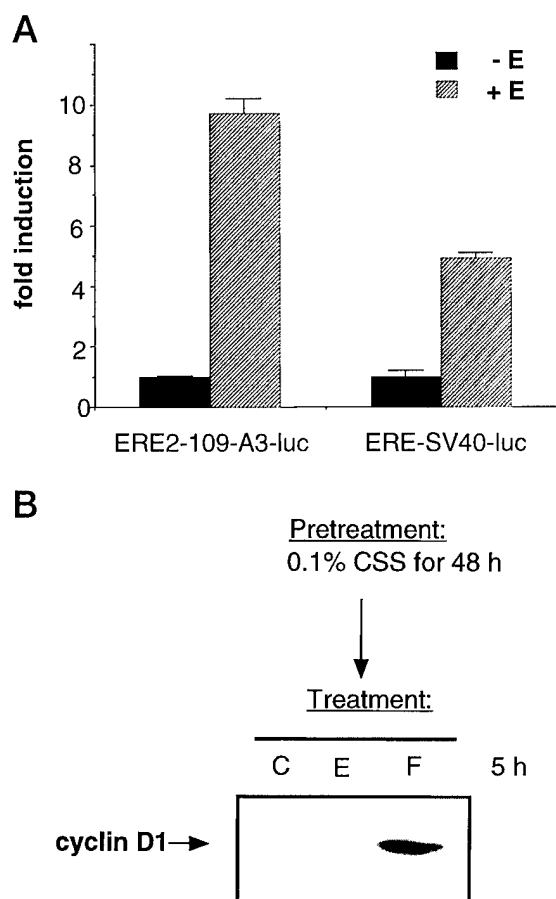 A
- E
+ E
fold induction
10
8
6
4
2
0
ERE2-109-A3-luc
ERE-SV40-luc
B
Pretreatment:
0.1% CSS for 48 h
Treatment:
C E F 5 h
cyclin D1